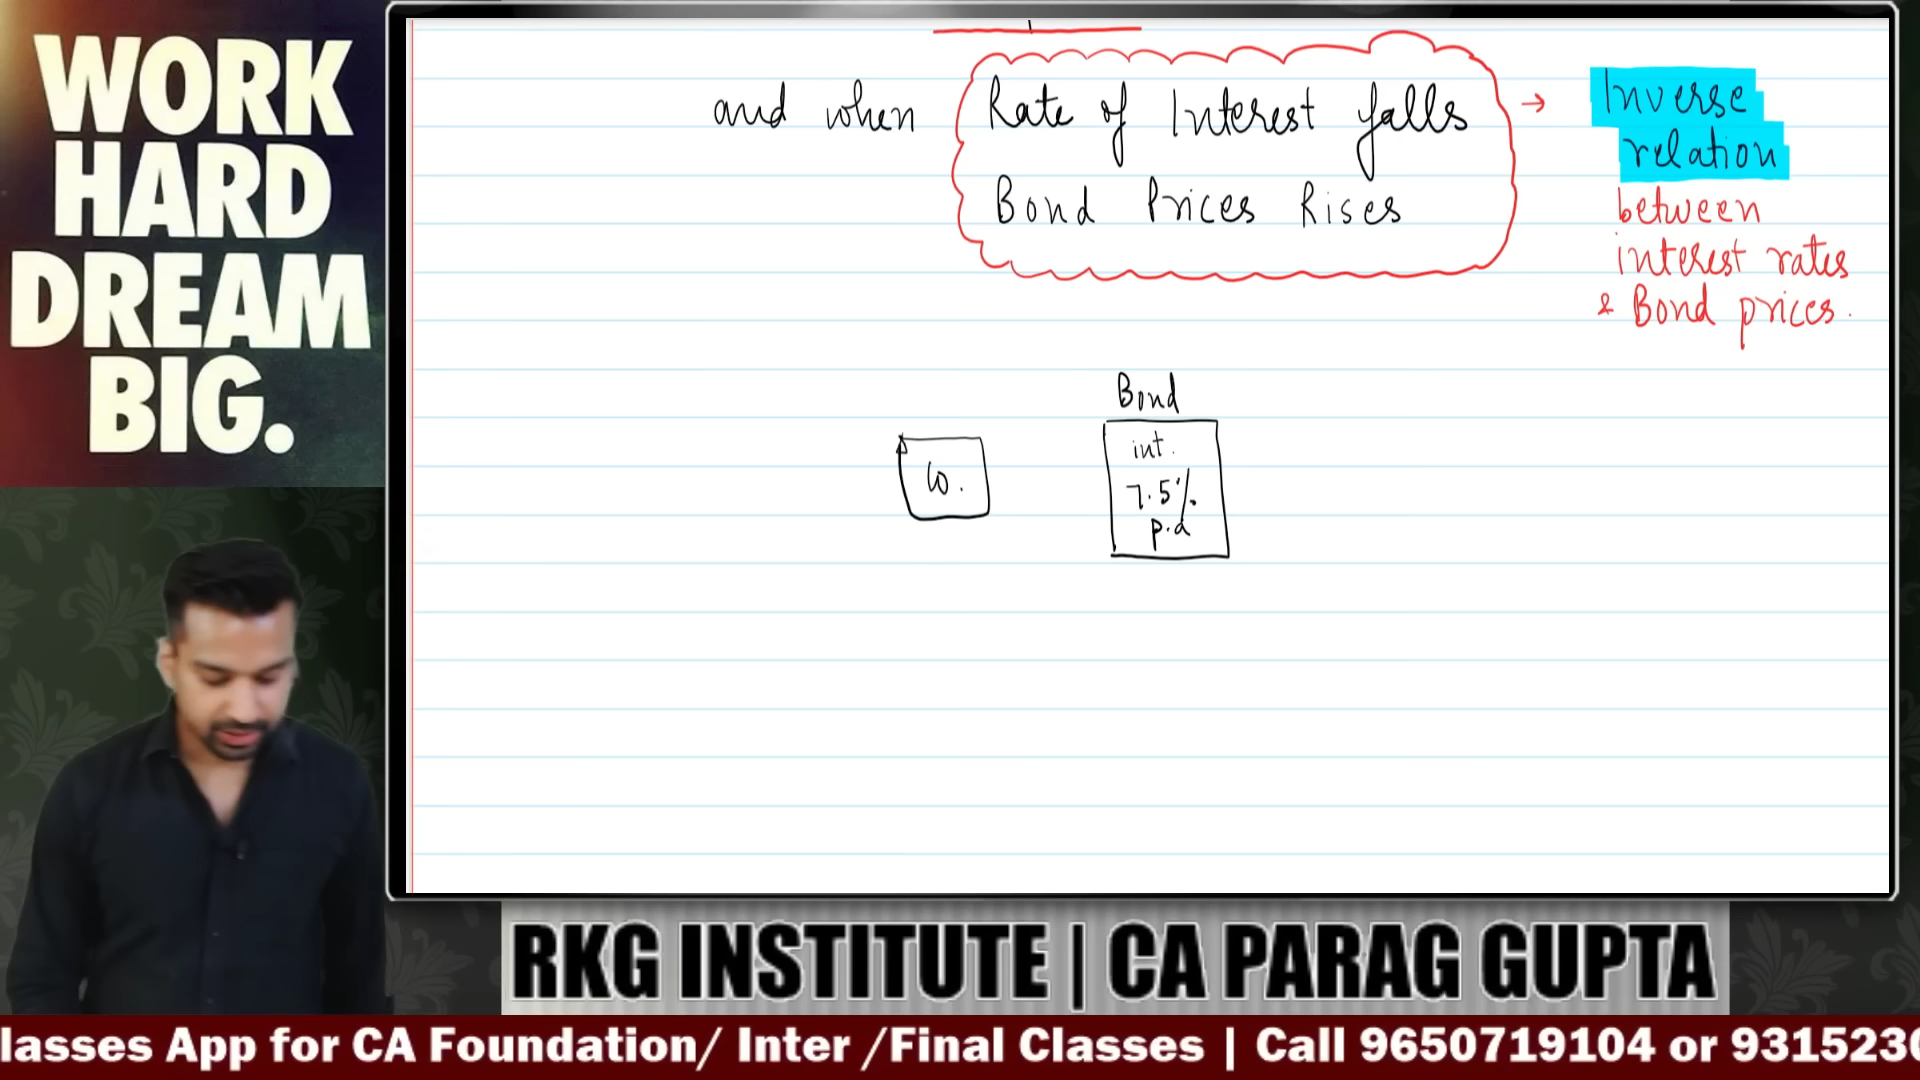 WORK
HARD
DREAM
BIG.
and when Rate of Interest falls → Inverse
relation
Bond Prices Rises
between
interest rates
& Bond prices.
Bond
Co.
int.
7.5%
p.a
RKG INSTITUTE | CA PARAG GUPTA
lasses App for CA Foundation/ Inter /Final Classes | Call 9650719104 or 9315230